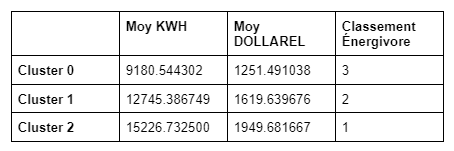 Moy KWH Moy DOLLAREL Classement Énergivore
Cluster 0 9180.544302 1251.491038 3
Cluster 1 12745.386749 1619.639676 2
Cluster 2 15226.732500 1949.681667 1